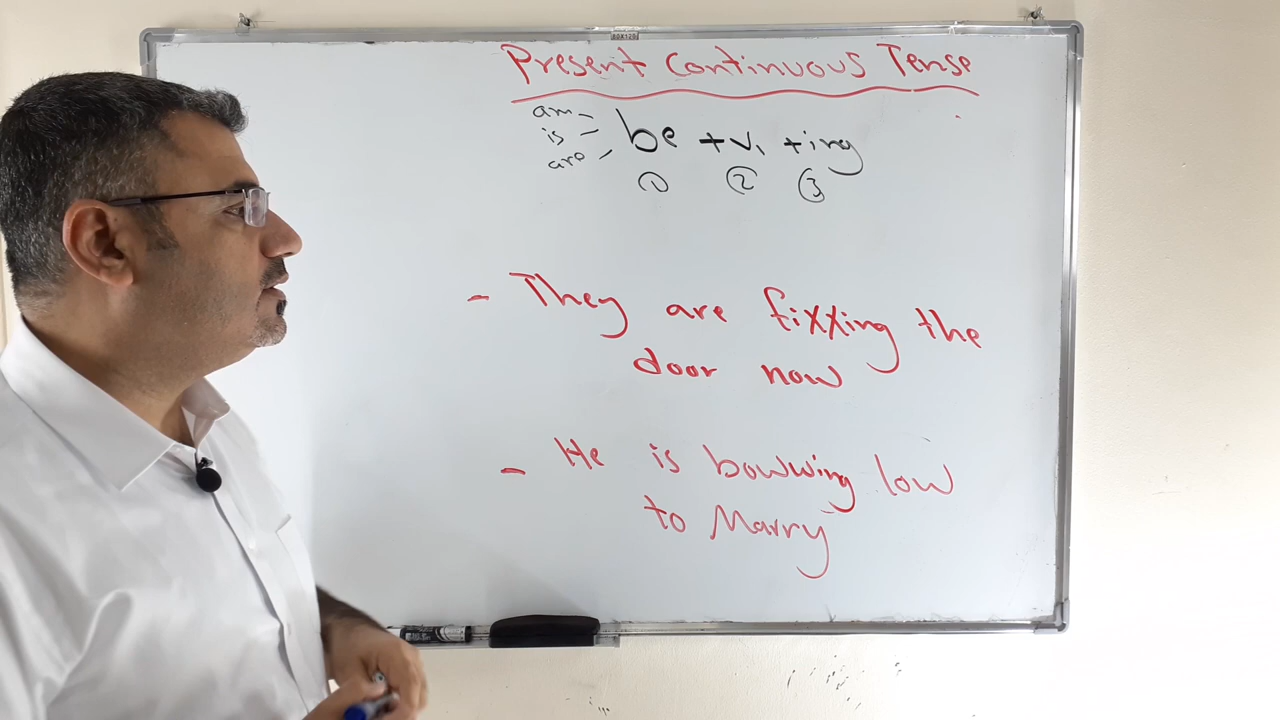 Present Continuous Tense
am
is
are
be + v1 + ing
1 2 3
- They are fixxing the
door now
- He is bowwing low
to Marry